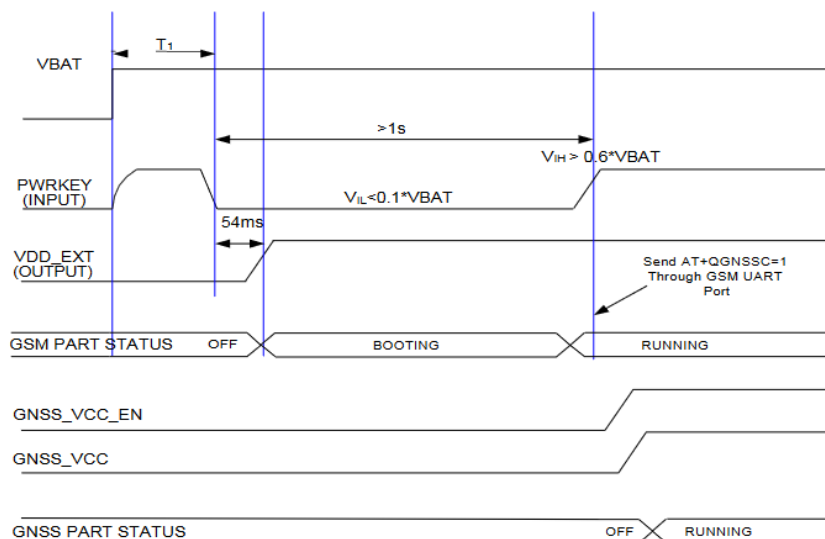 T1
VBAT
>1s
VIH > 0.6*VBAT
PWRKEY
(INPUT)
VIL<0.1*VBAT
54ms
VDD_EXT
(OUTPUT)
Send AT+QGNSSC=1
Through GSM UART
Port
GSM PART STATUS OFF BOOTING RUNNING
GNSS_VCC_EN
GNSS_VCC
GNSS PART STATUS OFF RUNNING